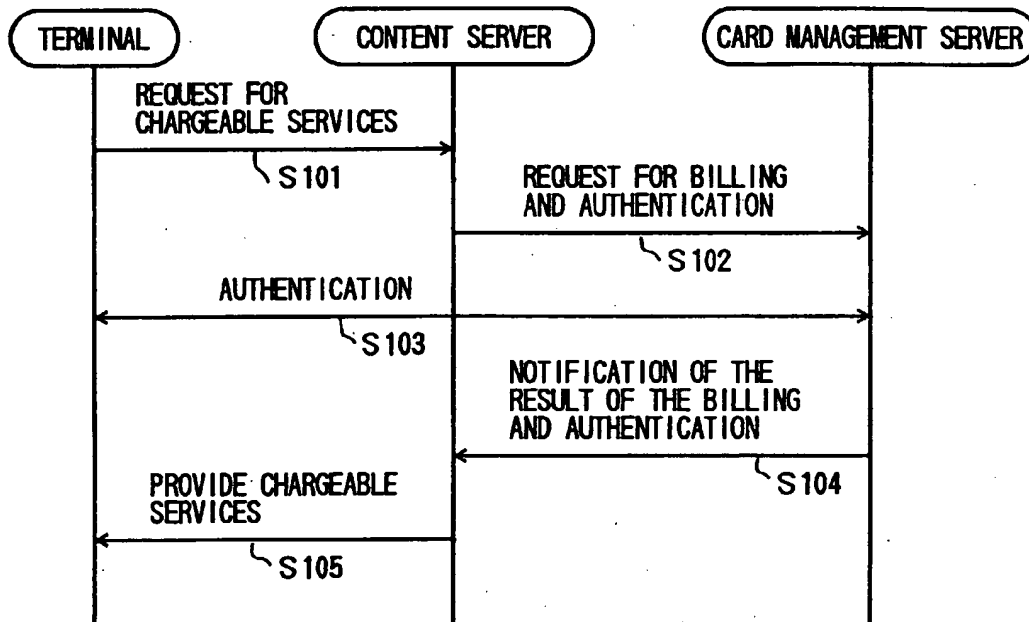 TERMINAL
CONTENT SERVER
CARD MANAGEMENT SERVER
REQUEST FOR
CHARGEABLE SERVICES
S101
REQUEST FOR BILLING
AND AUTHENTICATION
S102
AUTHENTICATION
S103
NOTIFICATION OF THE
RESULT OF THE BILLING
AND AUTHENTICATION
S104
PROVIDE CHARGEABLE
SERVICES
S105